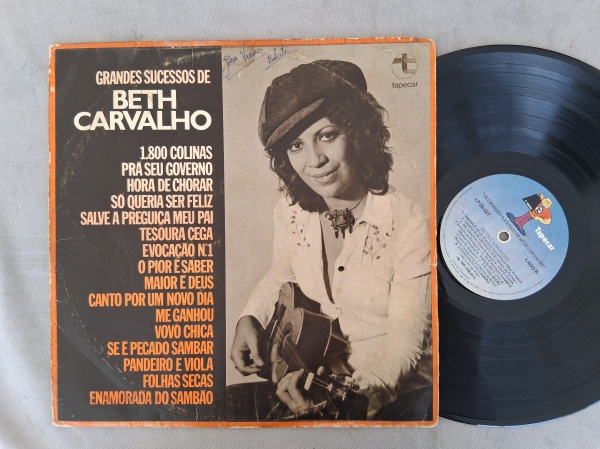 GRANDES SUCESSOS DE
BETH
CARVALHO
1.800 COLINAS
PRÁ SEU GOVERNO
HORA DE CHORAR
SÓ QUERIA SER FELIZ
SALVE A PREGUIÇA MEU PAI
TESOURA CEGA
EVOCAÇÃO N.º1
O PIOR É SABER
MAIOR É DEUS
CANTO POR UM NOVO DIA
ME GANHOU
VOVÓ CHICA
SE É PECADO SAMBAR
PANDEIRO E VIOLA
FOLHAS SECAS
ENAMORADA DO SAMBÃO
t
tapecar
Tapecar
LADO B